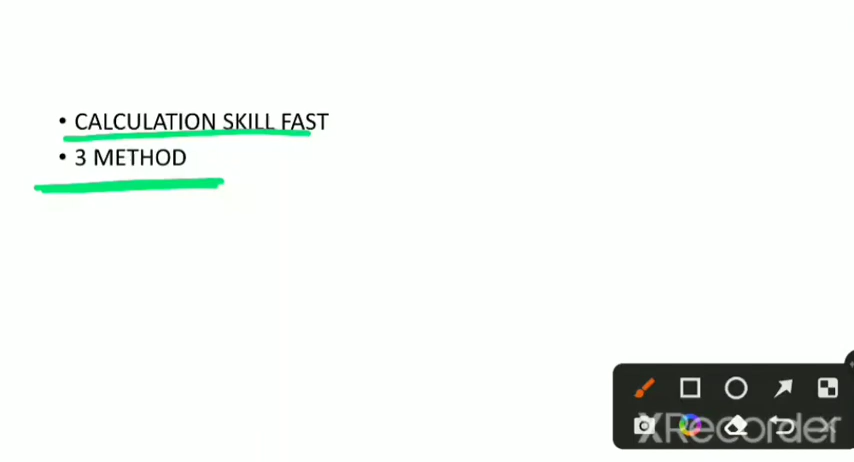 • CALCULATION SKILL FAST
• 3 METHOD
XRecorder